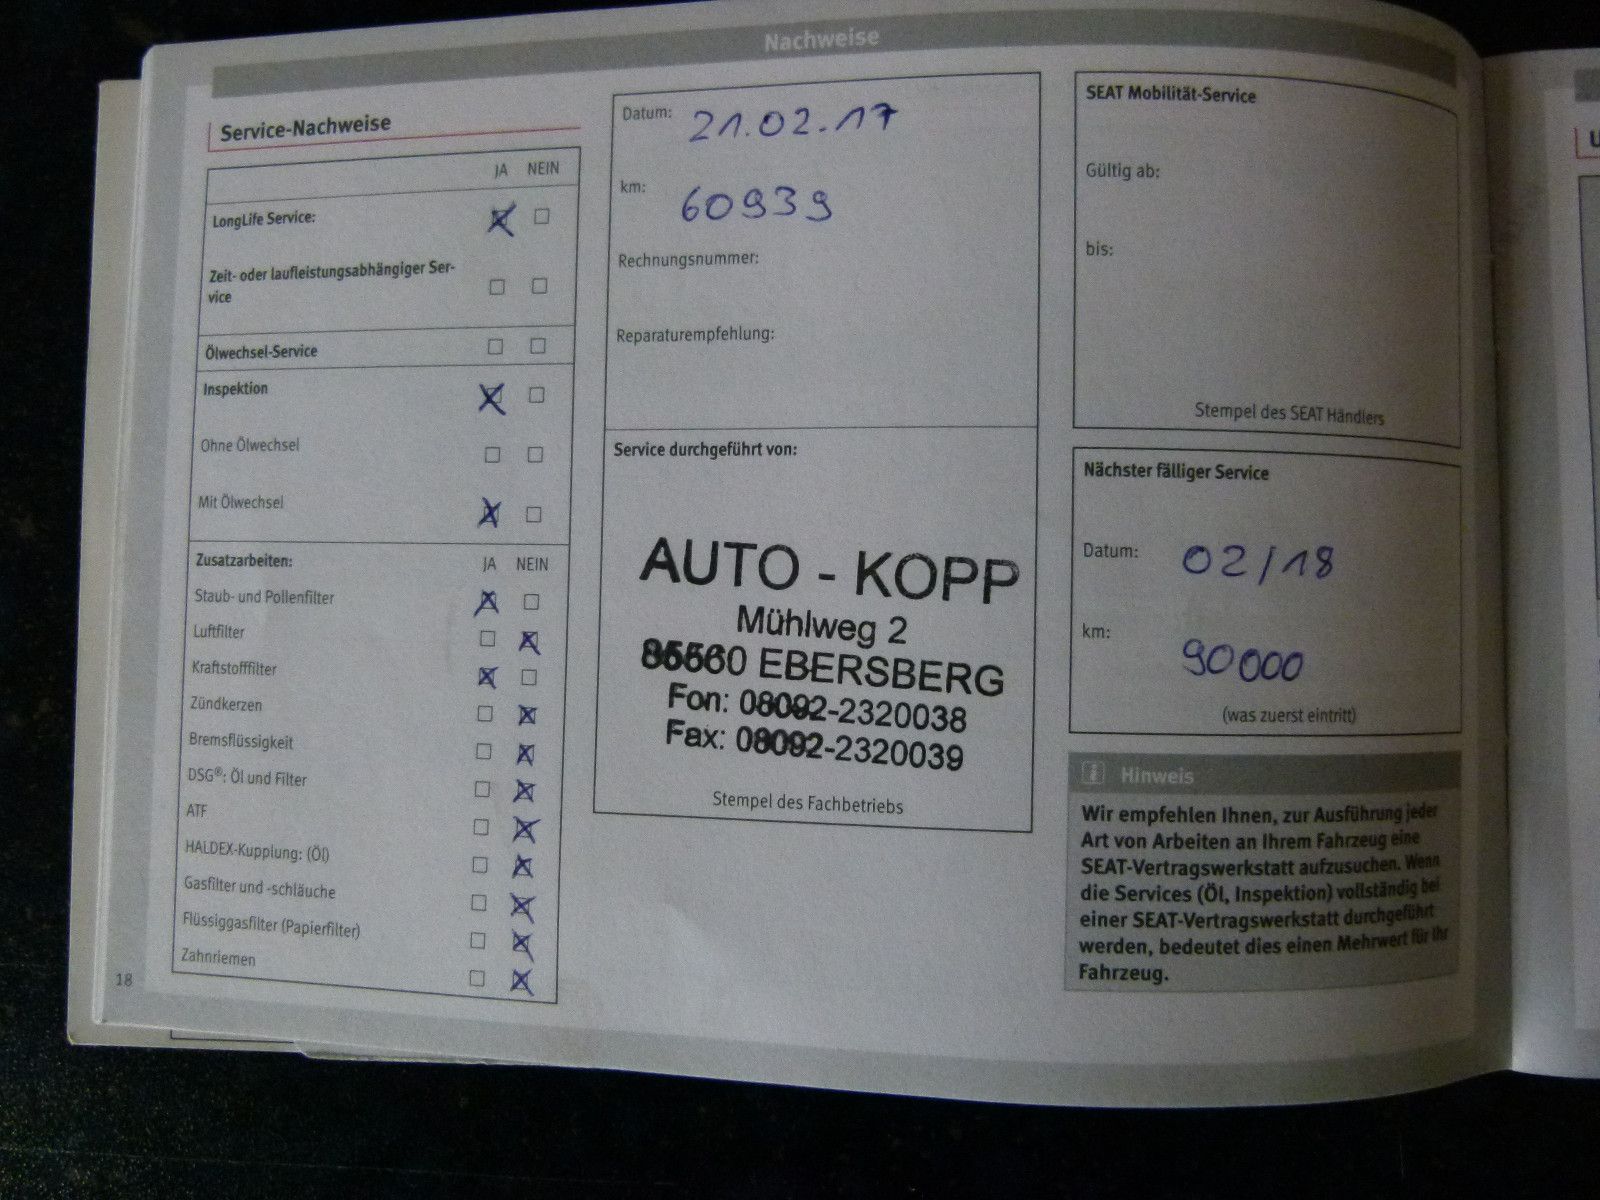 Nachweise
Service-Nachweise
JA NEIN
LongLife Service:
Zeit- oder laufleistungsabhängiger Ser-
vice
Ölwechsel-Service
Inspektion
Ohne Ölwechsel
Mit Ölwechsel
Zusatzarbeiten: JA NEIN
Staub- und Pollenfilter
Luftfilter
Kraftstofffilter
Zündkerzen
Bremsflüssigkeit
DSG®: Öl und Filter
ATF
HALDEX-Kupplung: (Öl)
Gasfilter und -schläuche
Flüssiggasfilter (Papierfilter)
Zahnriemen
18
Datum: 21.02.17
km: 60939
Rechnungsnummer:
Reparaturempfehlung:
Service durchgeführt von:
AUTO - KOPP
Mühlweg 2
85560 EBERSBERG
Fon: 08092-2320038
Fax: 08092-2320039
Stempel des Fachbetriebs
SEAT Mobilität-Service
Gültig ab:
bis:
Stempel des SEAT Händlers
Nächster fälliger Service
Datum: 02/18
km: 90000
(was zuerst eintritt)
Hinweis
Wir empfehlen Ihnen, zur Ausführung jeder
Art von Arbeiten an Ihrem Fahrzeug eine
SEAT-Vertragswerkstatt aufzusuchen. Wenn
die Services (Öl, Inspektion) vollständig bei
einer SEAT-Vertragswerkstatt durchgeführt
werden, bedeutet dies einen Mehrwert für Ihr
Fahrzeug.